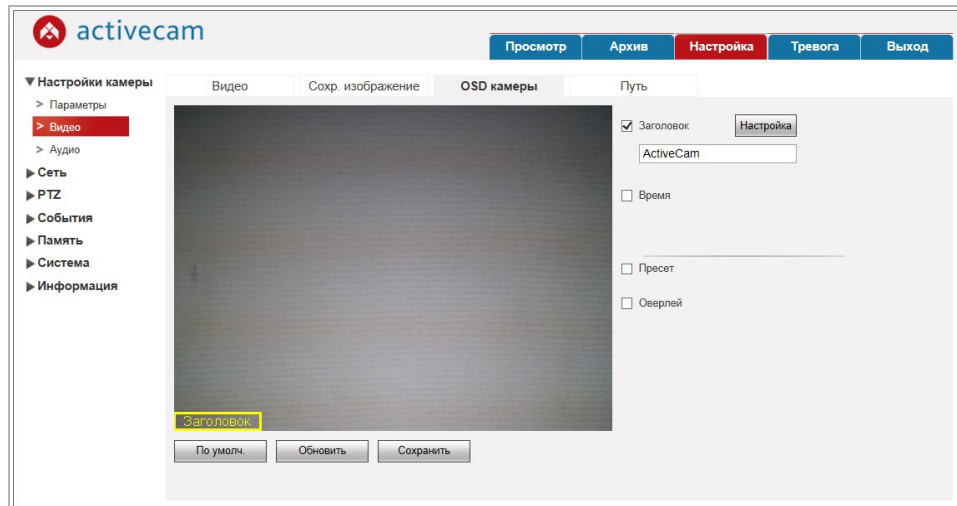 activecam
Просмотр Архив Настройка Тревога Выход
Настройки камеры
> Параметры
> Видео
> Аудио
Сеть
PTZ
События
Память
Система
Информация
Видео Сохр. изображение OSD камеры Путь
Заголовок Настройка
ActiveCam
Время
Пресет
Оверлей
Заголовок
По умолч. Обновить Сохранить